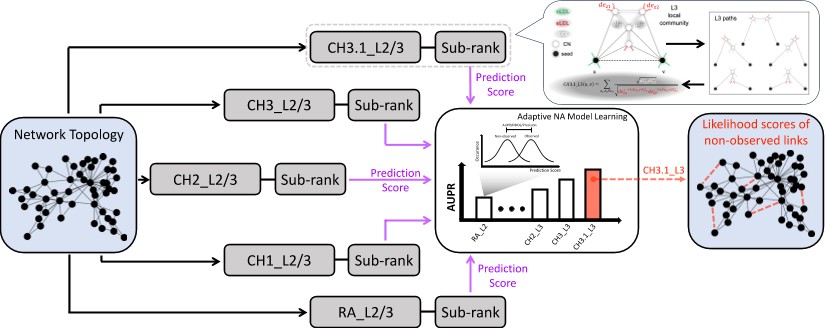 CH3.1_L2/3
Sub-rank
Prediction
Score
CN
seed
L3
local
community
L3 paths
CH3_L2/3
Sub-rank
Network Topology
CH2_L2/3
Sub-rank
Prediction
Score
Adaptive NA Model Learning
Non-observed
Observed
Occurrence
Prediction Score
AUPR
RA_L2
CH2_L3
CH3_L3
CH3.1_L3
CH3.1_L3
Likelihood scores of
non-observed links
CH1_L2/3
Sub-rank
Prediction
Score
RA_L2/3
Sub-rank